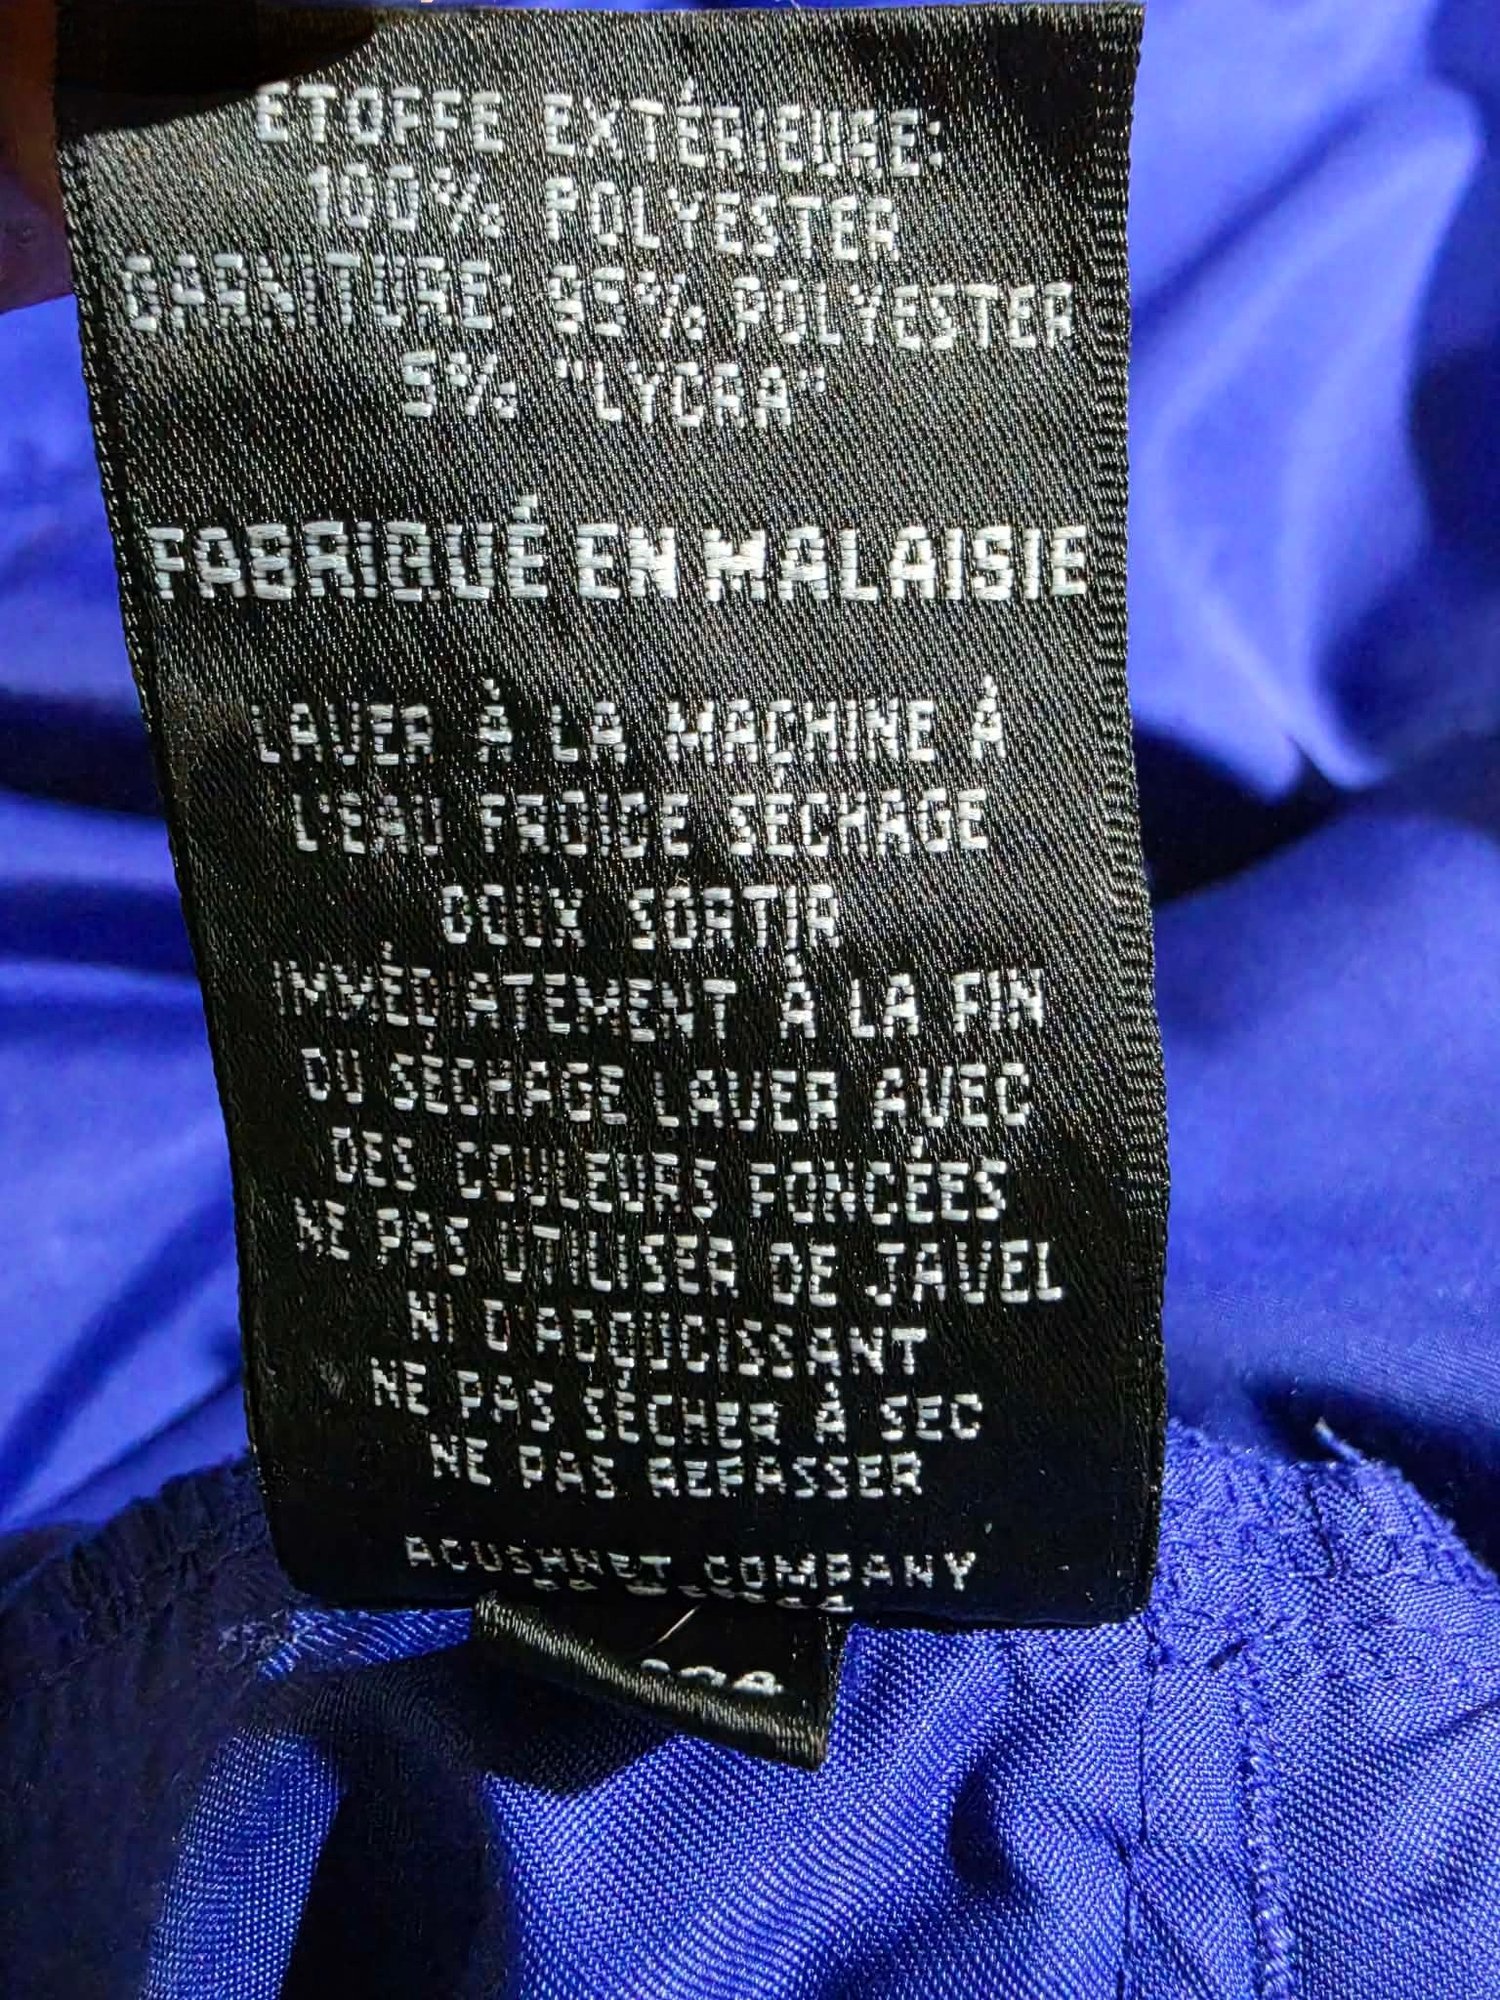 ÉTOFFE EXTÉRIEURE:
100% POLYESTER
GARNITURE: 95% POLYESTER
5% "LYCRA"
FABRIQUÉ EN MALAISIE
LAVER À LA MACHINE À
L'EAU FROIDE SÉCHAGE
DOUX SORTIR
IMMÉDIATEMENT À LA FIN
DU SÉCHAGE LAVER AVEC
DES COULEURS FONCÉES
NE PAS UTILISER DE JAVEL
NI D'ADOUCISSANT
NE PAS SÉCHER À SEC
NE PAS REPASSER
ACUSHNET COMPANY